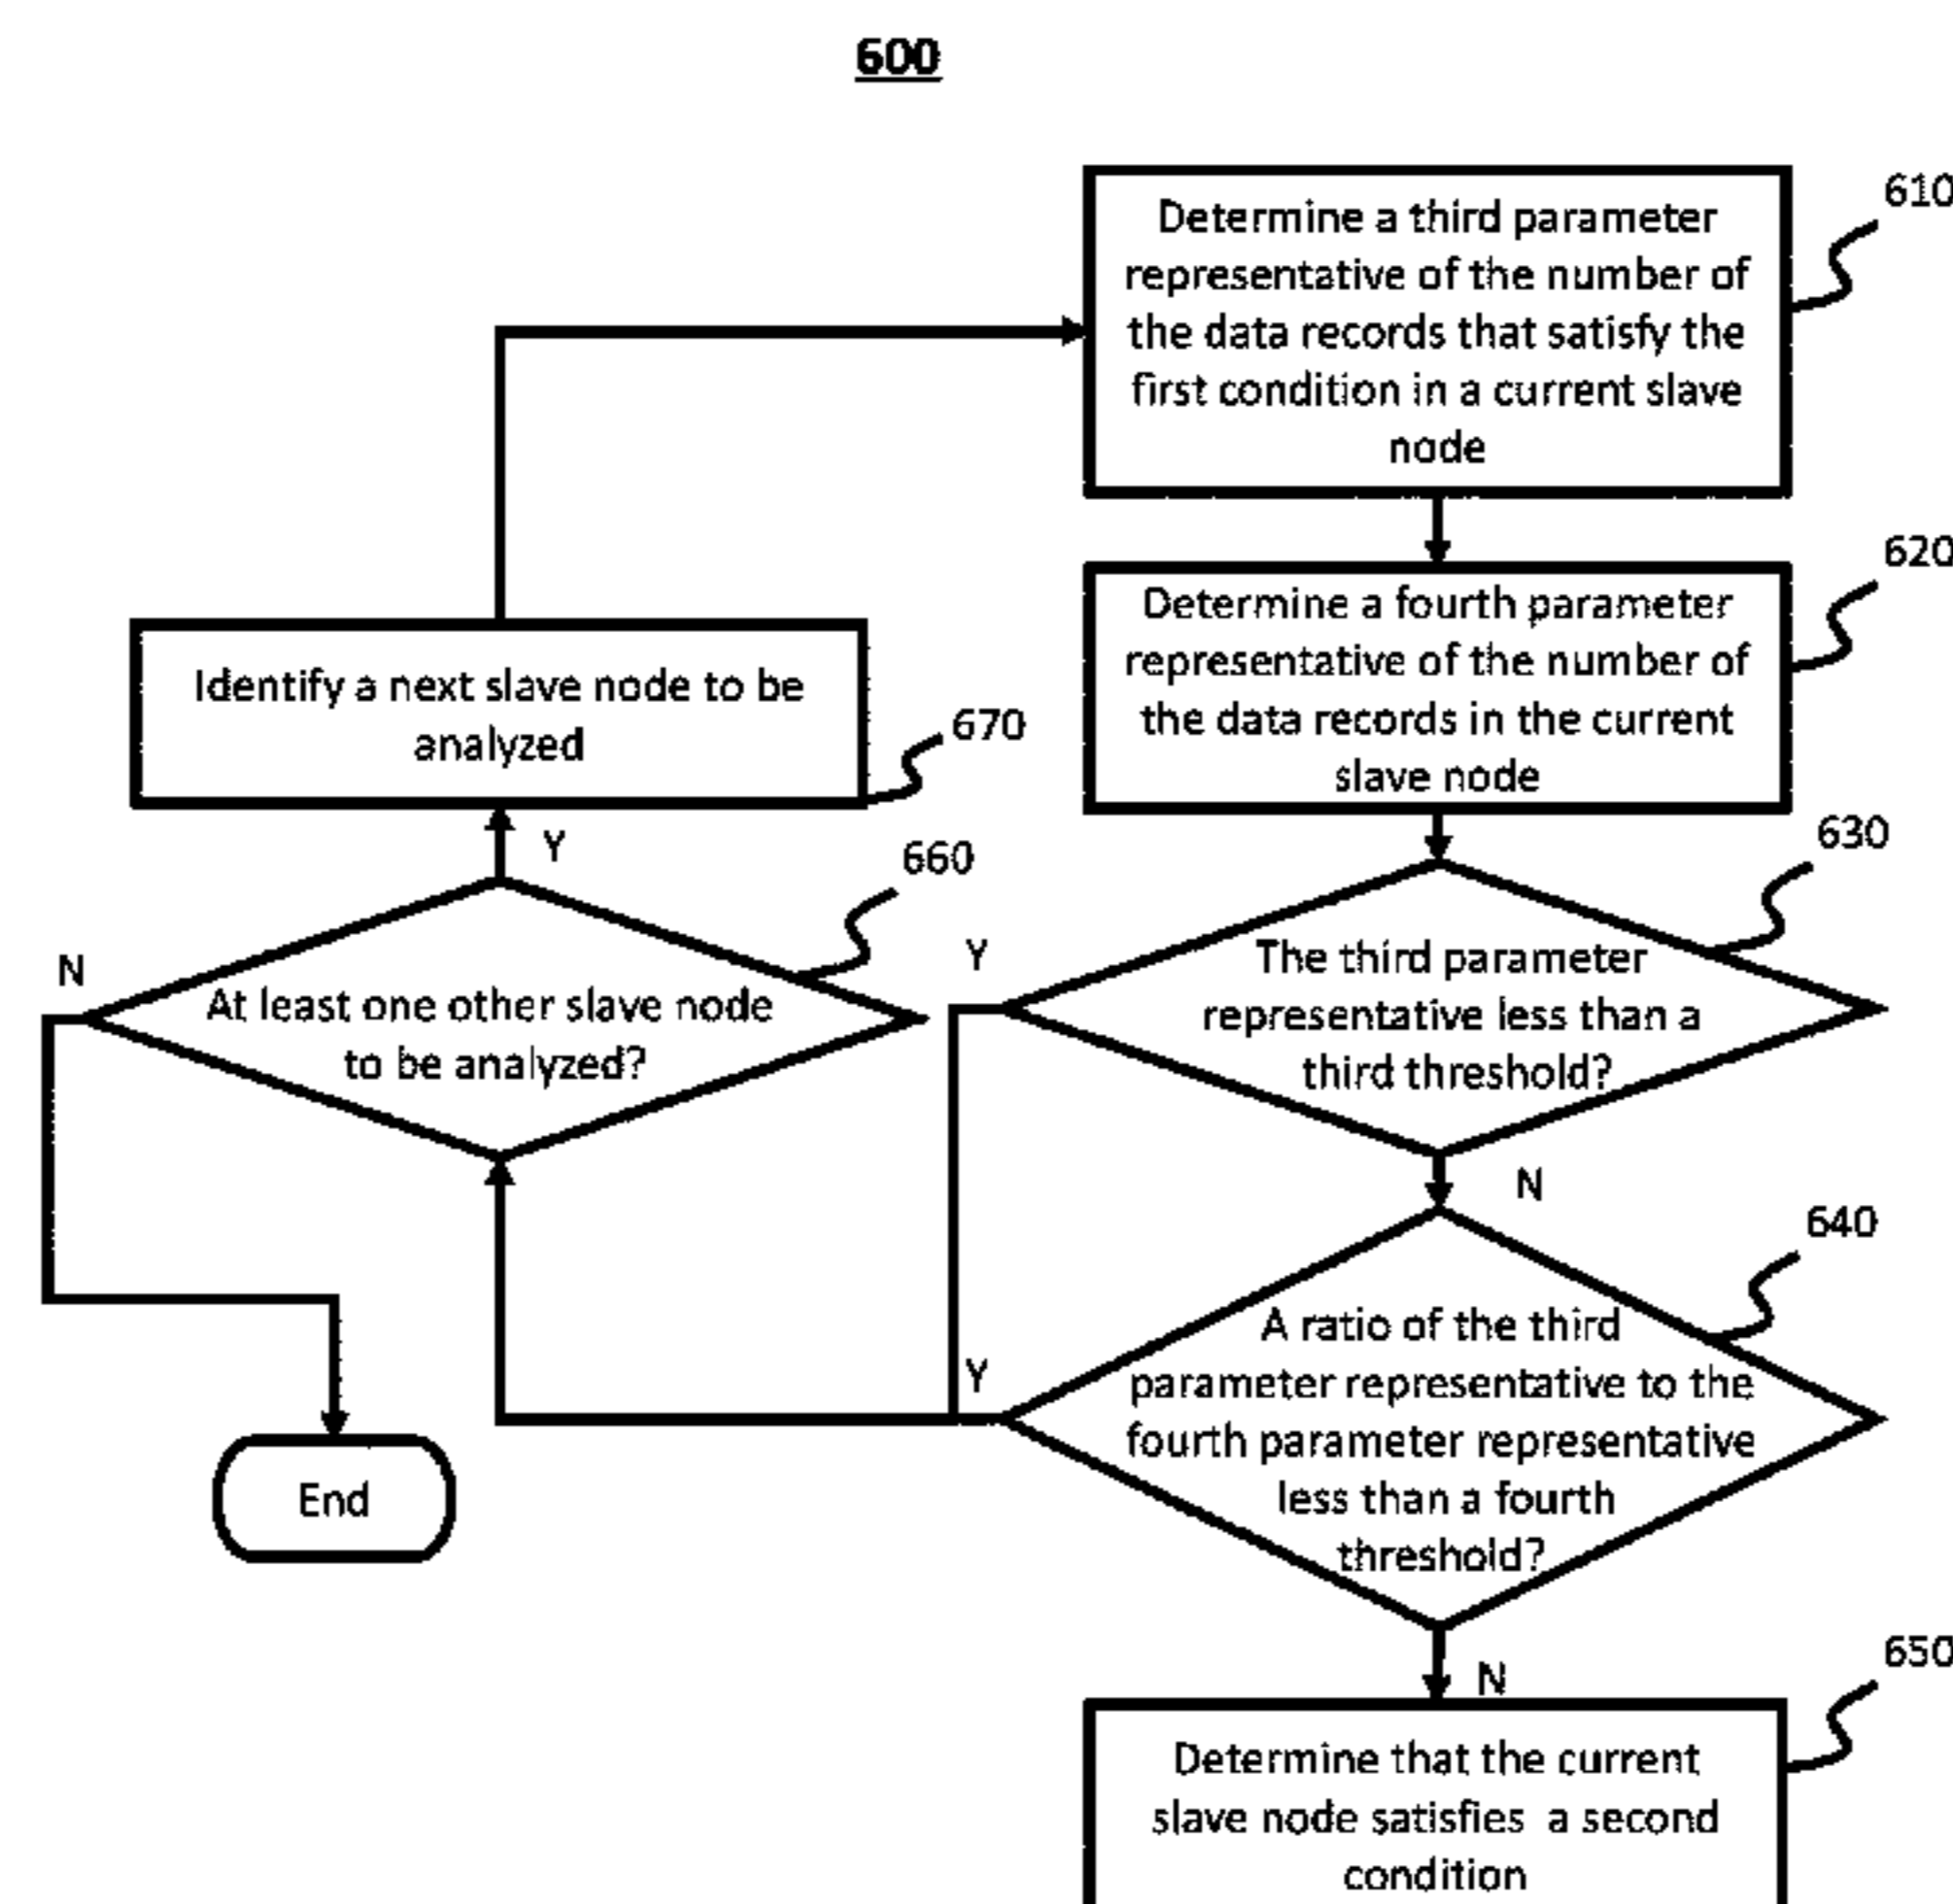 600
Determine a third parameter
representative of the number of
the data records that satisfy the
first condition in a current slave
node
610
Determine a fourth parameter
representative of the number of
the data records in the current
slave node
620
Identify a next slave node to be
analyzed
670
Y
660
At least one other slave node
to be analyzed?
N
630
Y
The third parameter
representative less than a
third threshold?
N
640
Y
A ratio of the third
parameter representative to the
fourth parameter representative
less than a fourth
threshold?
End
N
650
Determine that the current
slave node satisfies a second
condition